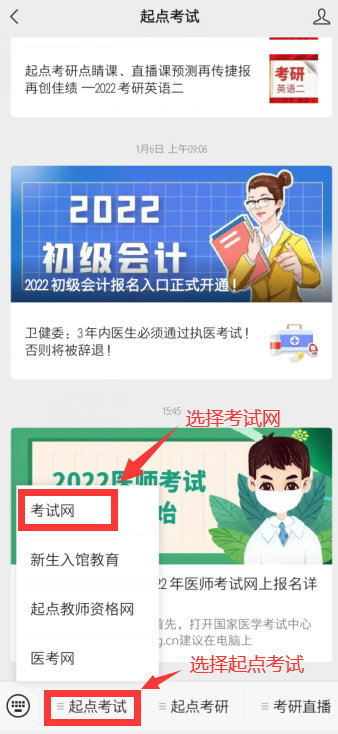 起点考试
起点考研点睛课、直播课预测再传捷报
再创佳绩 —2022考研英语二
考研
英语二
1月6日 上午09:06
2022
初级会计
2022初级会计报名入口正式开通！
卫健委：3年内医生必须通过执医考试！
否则将被辞退！
15:45
选择考试网
2022医师考试
始
考试网
新生入馆教育
起点教师资格网
医考网
2年医师考试网上报名详
首先，打开国家医学考试中心
g.cn建议在电脑上
选择起点考试
起点考试
起点考研
考研直播